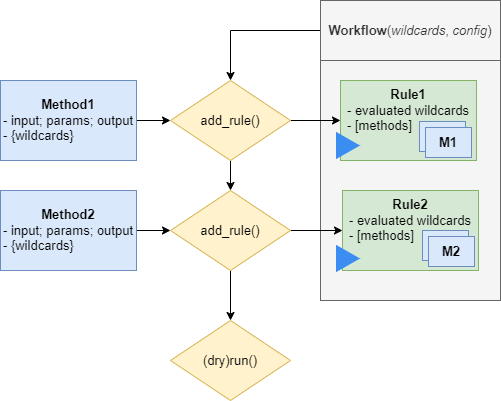 Workflow(wildcards, config)
Method1
- input; params; output
- {wildcards}
add_rule()
Rule1
- evaluated wildcards
- [methods]
M1
Method2
- input; params; output
- {wildcards}
add_rule()
Rule2
- evaluated wildcards
- [methods]
M2
(dry)run()